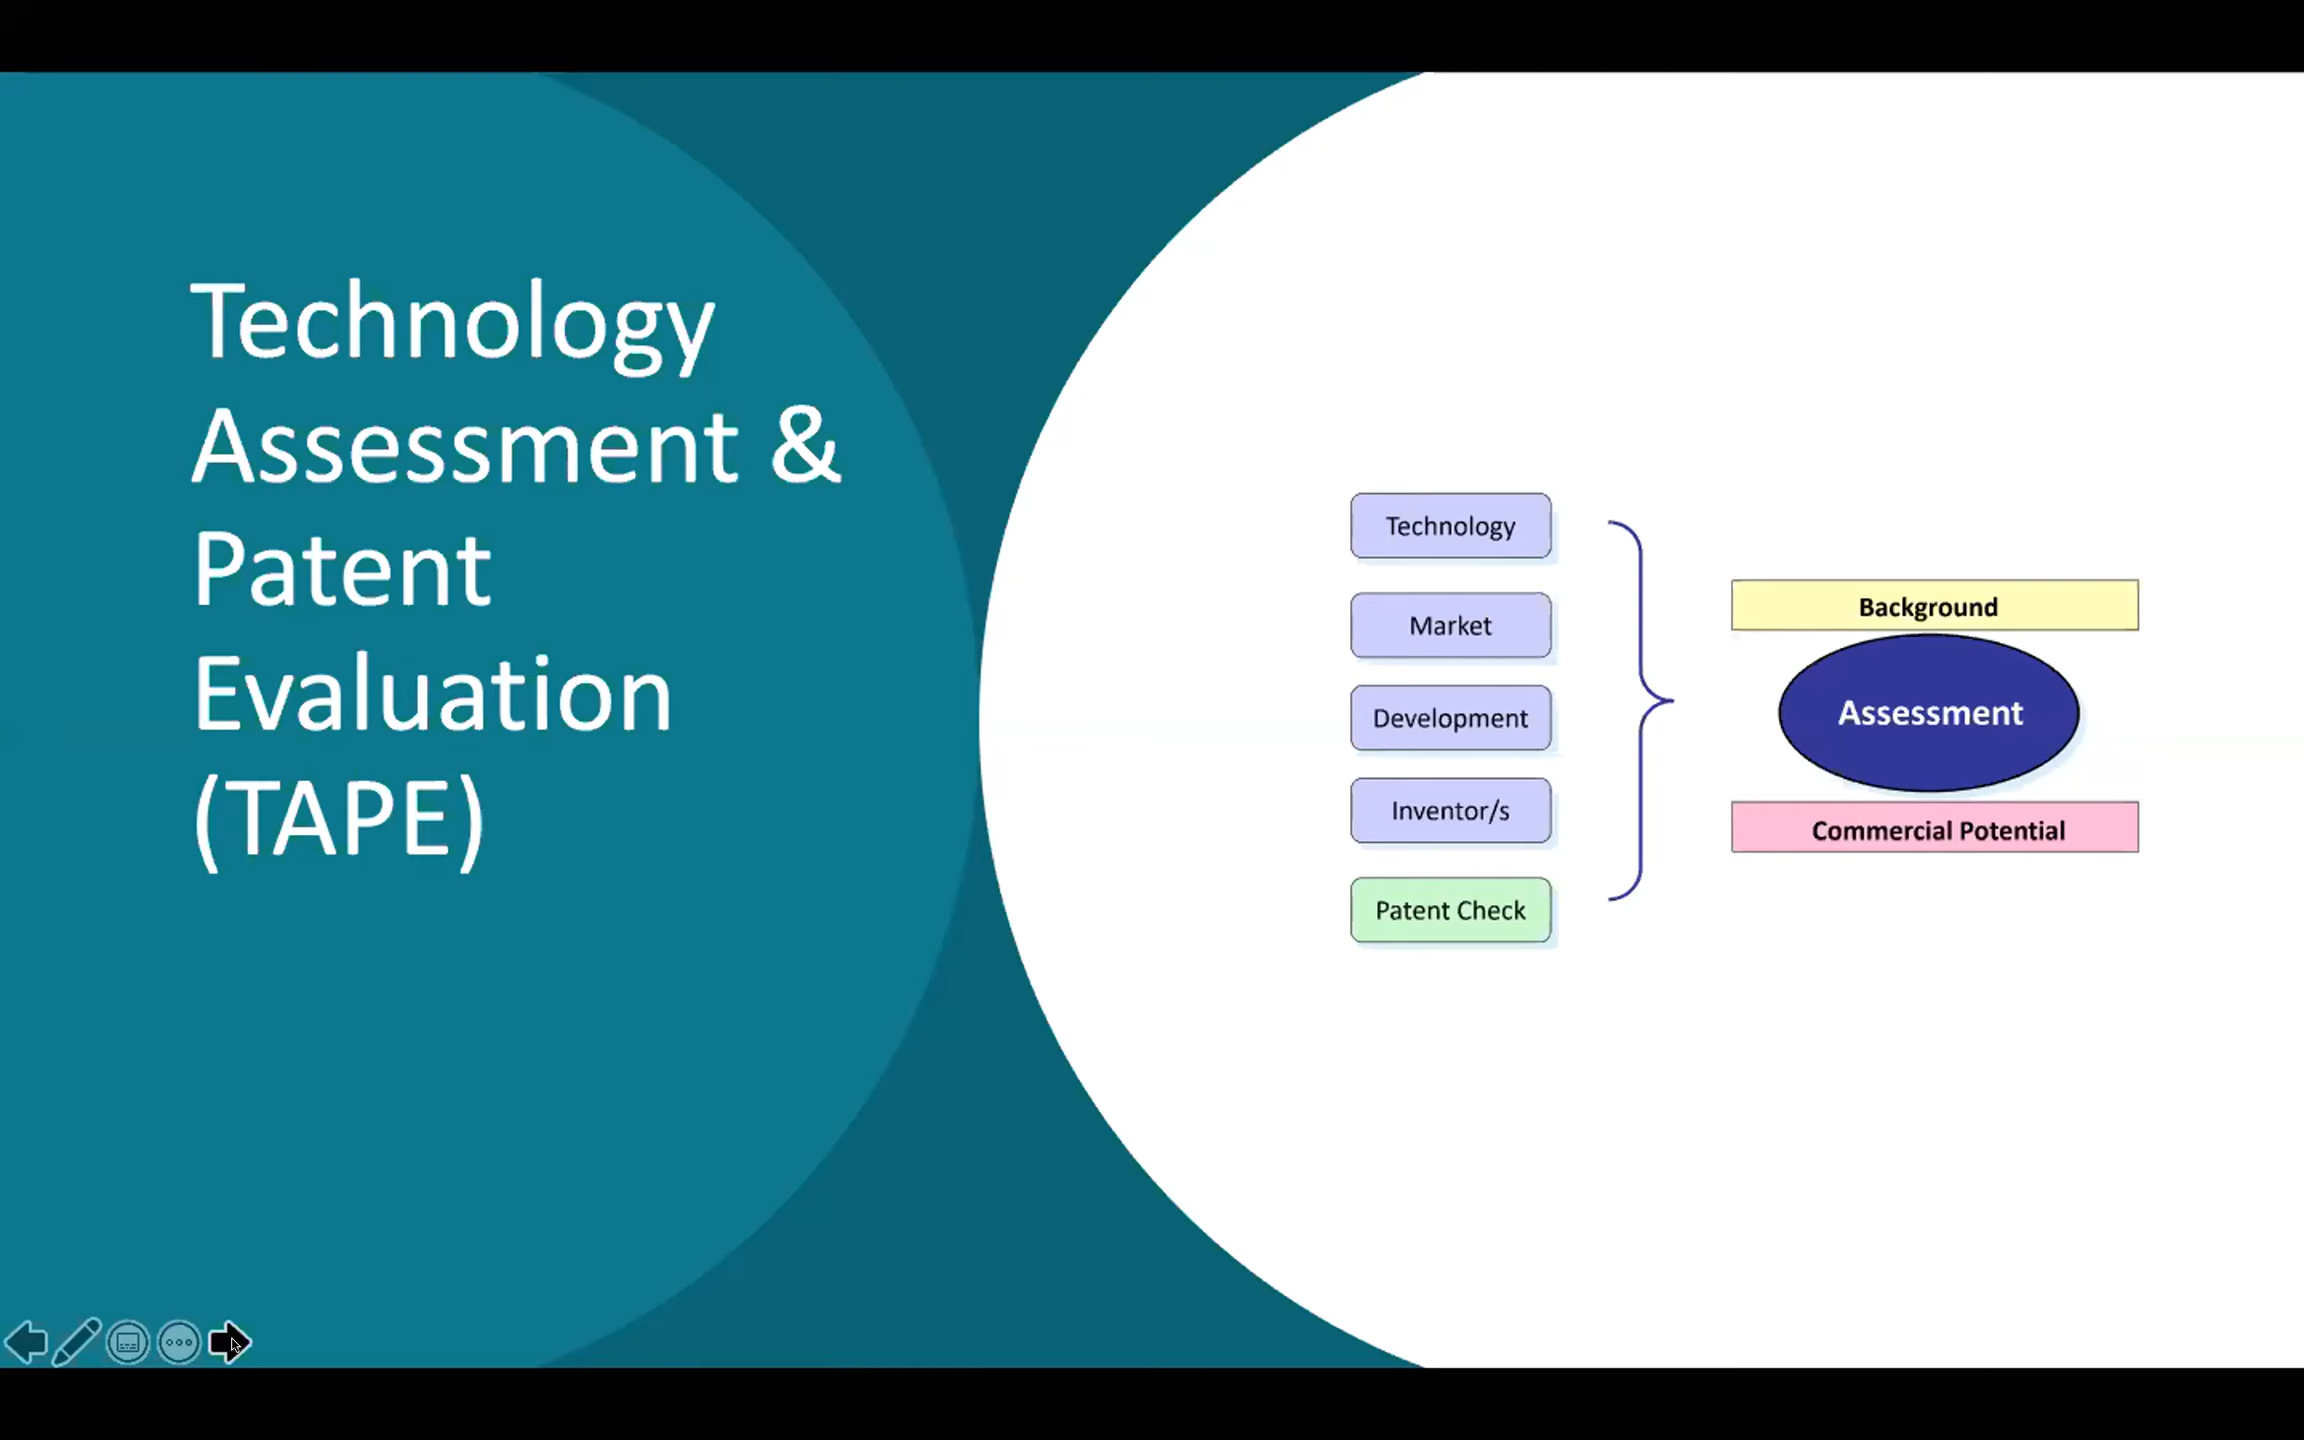 Technology
Assessment &
Patent
Evaluation
(TAPE)
Technology
Market
Development
Inventor/s
Patent Check
Background
Assessment
Commercial Potential